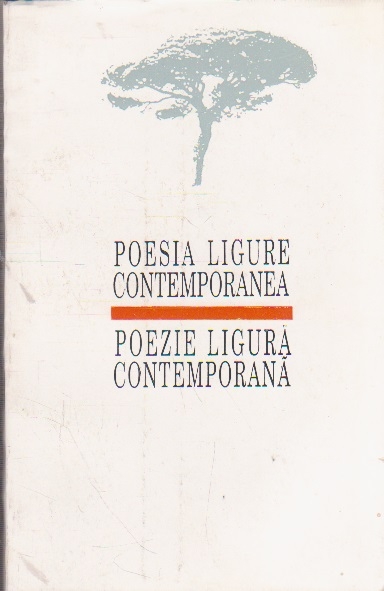 POESIA LIGURE
CONTEMPORANEA
POEZIE LIGURĂ
CONTEMPORANĂ